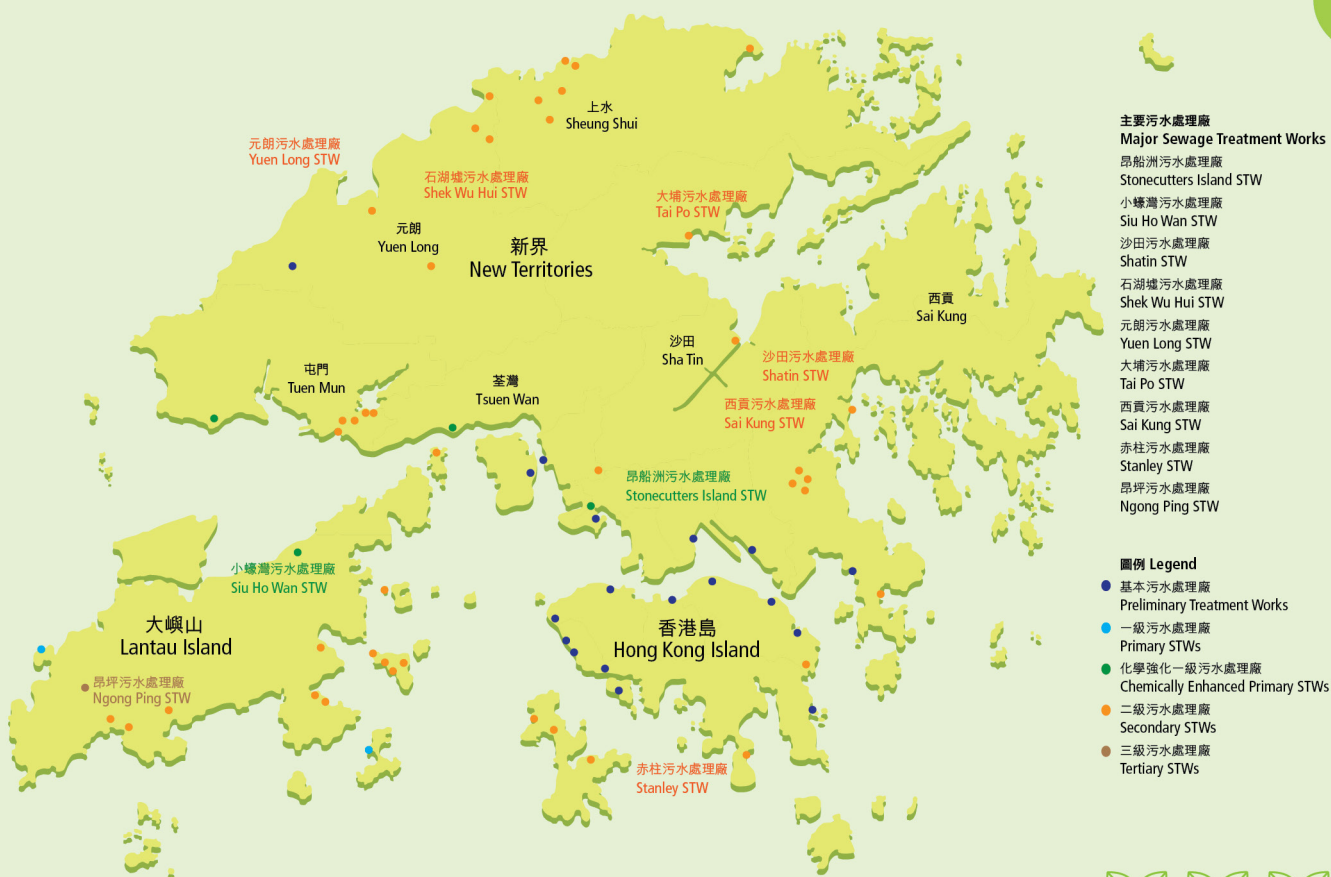 上水
Sheung Shui
元朗污水處理廠
Yuen Long STW
石湖墟污水處理廠
Shek Wu Hui STW
大埔污水處理廠
Tai Po STW
元朗
Yuen Long
新界
New Territories
西貢
Sai Kung
沙田
Sha Tin
沙田污水處理廠
Shatin STW
屯門
Tuen Mun
荃灣
Tsuen Wan
西貢污水處理廠
Sai Kung STW
昂船洲污水處理廠
Stonecutters Island STW
小蠔灣污水處理廠
Siu Ho Wan STW
大嶼山
Lantau Island
香港島
Hong Kong Island
昂坪污水處理廠
Ngong Ping STW
赤柱污水處理廠
Stanley STW
主要污水處理廠
Major Sewage Treatment Works
昂船洲污水處理廠
Stonecutters Island STW
小蠔灣污水處理廠
Siu Ho Wan STW
沙田污水處理廠
Shatin STW
石湖墟污水處理廠
Shek Wu Hui STW
元朗污水處理廠
Yuen Long STW
大埔污水處理廠
Tai Po STW
西貢污水處理廠
Sai Kung STW
赤柱污水處理廠
Stanley STW
昂坪污水處理廠
Ngong Ping STW
圖例 Legend
基本污水處理廠
Preliminary Treatment Works
一級污水處理廠
Primary STWs
化學強化一級污水處理廠
Chemically Enhanced Primary STWs
二級污水處理廠
Secondary STWs
三級污水處理廠
Tertiary STWs